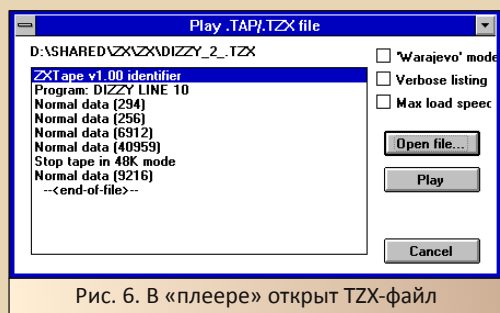 Play .TAP/.TZX file
D:\SHARED\ZX\ZX\DIZZY_2_.TZX
ZXTape v1.00 identifier
Program: DIZZY LINE 10
Normal data (294)
Normal data (256)
Normal data (6912)
Normal data (40959)
Stop tape in 48K mode
Normal data (9216)
--<end-of-file>--
'Warajevo' mode
Verbose listing
Max load speed
Open file...
Play
Cancel
Рис. 6. В «плеере» открыт TZX-файл